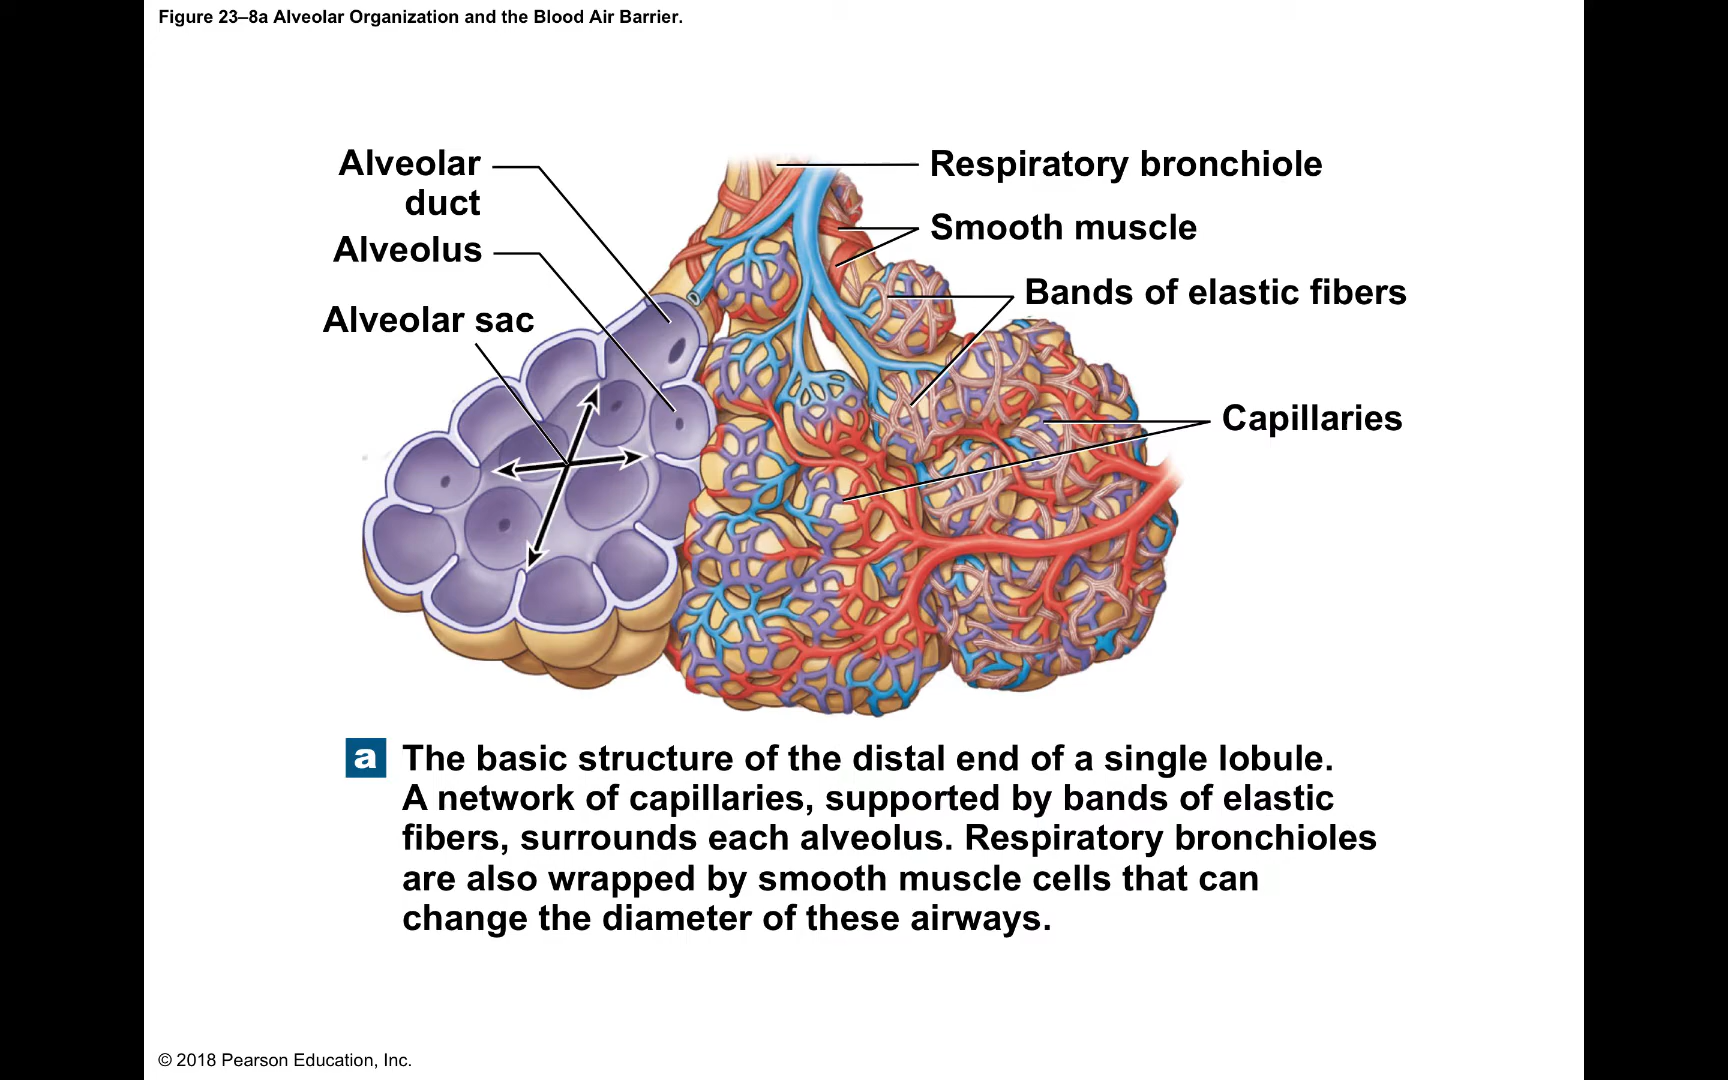 Figure 23–8a Alveolar Organization and the Blood Air Barrier.
Alveolar
duct
Alveolus
Alveolar sac
Respiratory bronchiole
Smooth muscle
Bands of elastic fibers
Capillaries
a The basic structure of the distal end of a single lobule.
A network of capillaries, supported by bands of elastic
fibers, surrounds each alveolus. Respiratory bronchioles
are also wrapped by smooth muscle cells that can
change the diameter of these airways.
© 2018 Pearson Education, Inc.